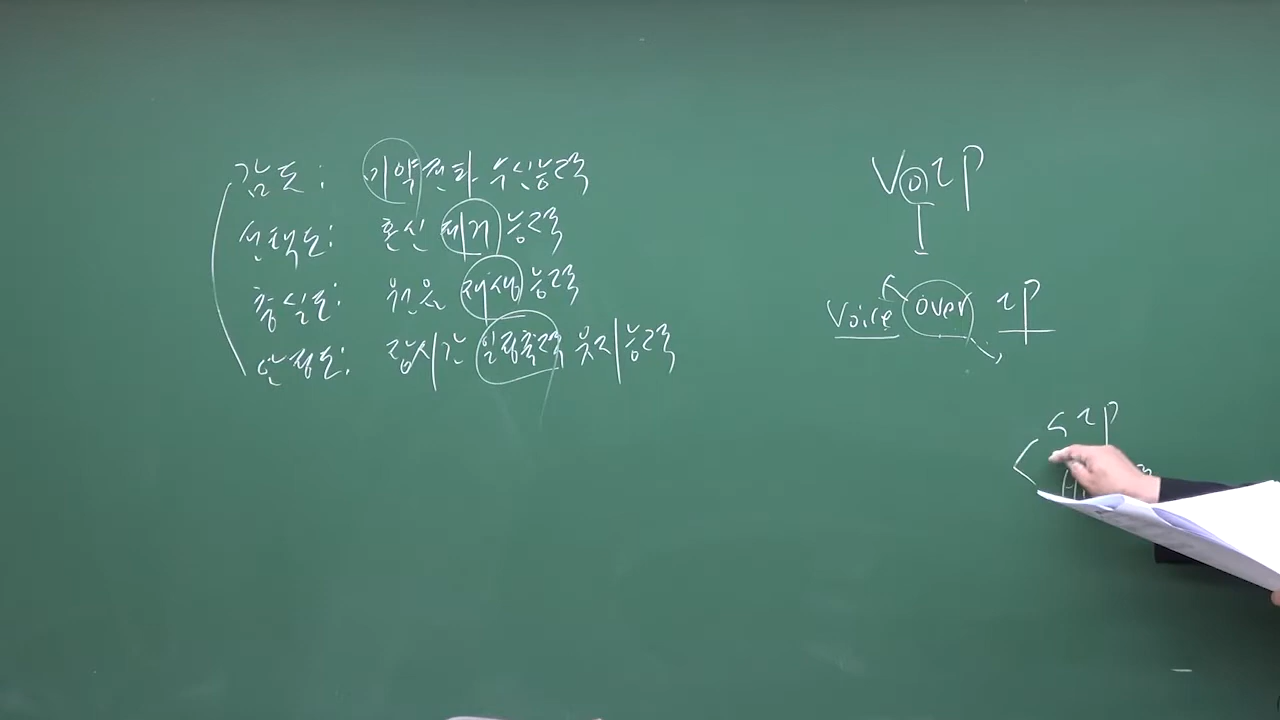 감도: 미약전파 수신능력
선택도: 혼신 제거 능력
충실도: 원음 재생 능력
안정도: 장시간 일정출력 유지능력
VoIP
Voice over IP
SIP